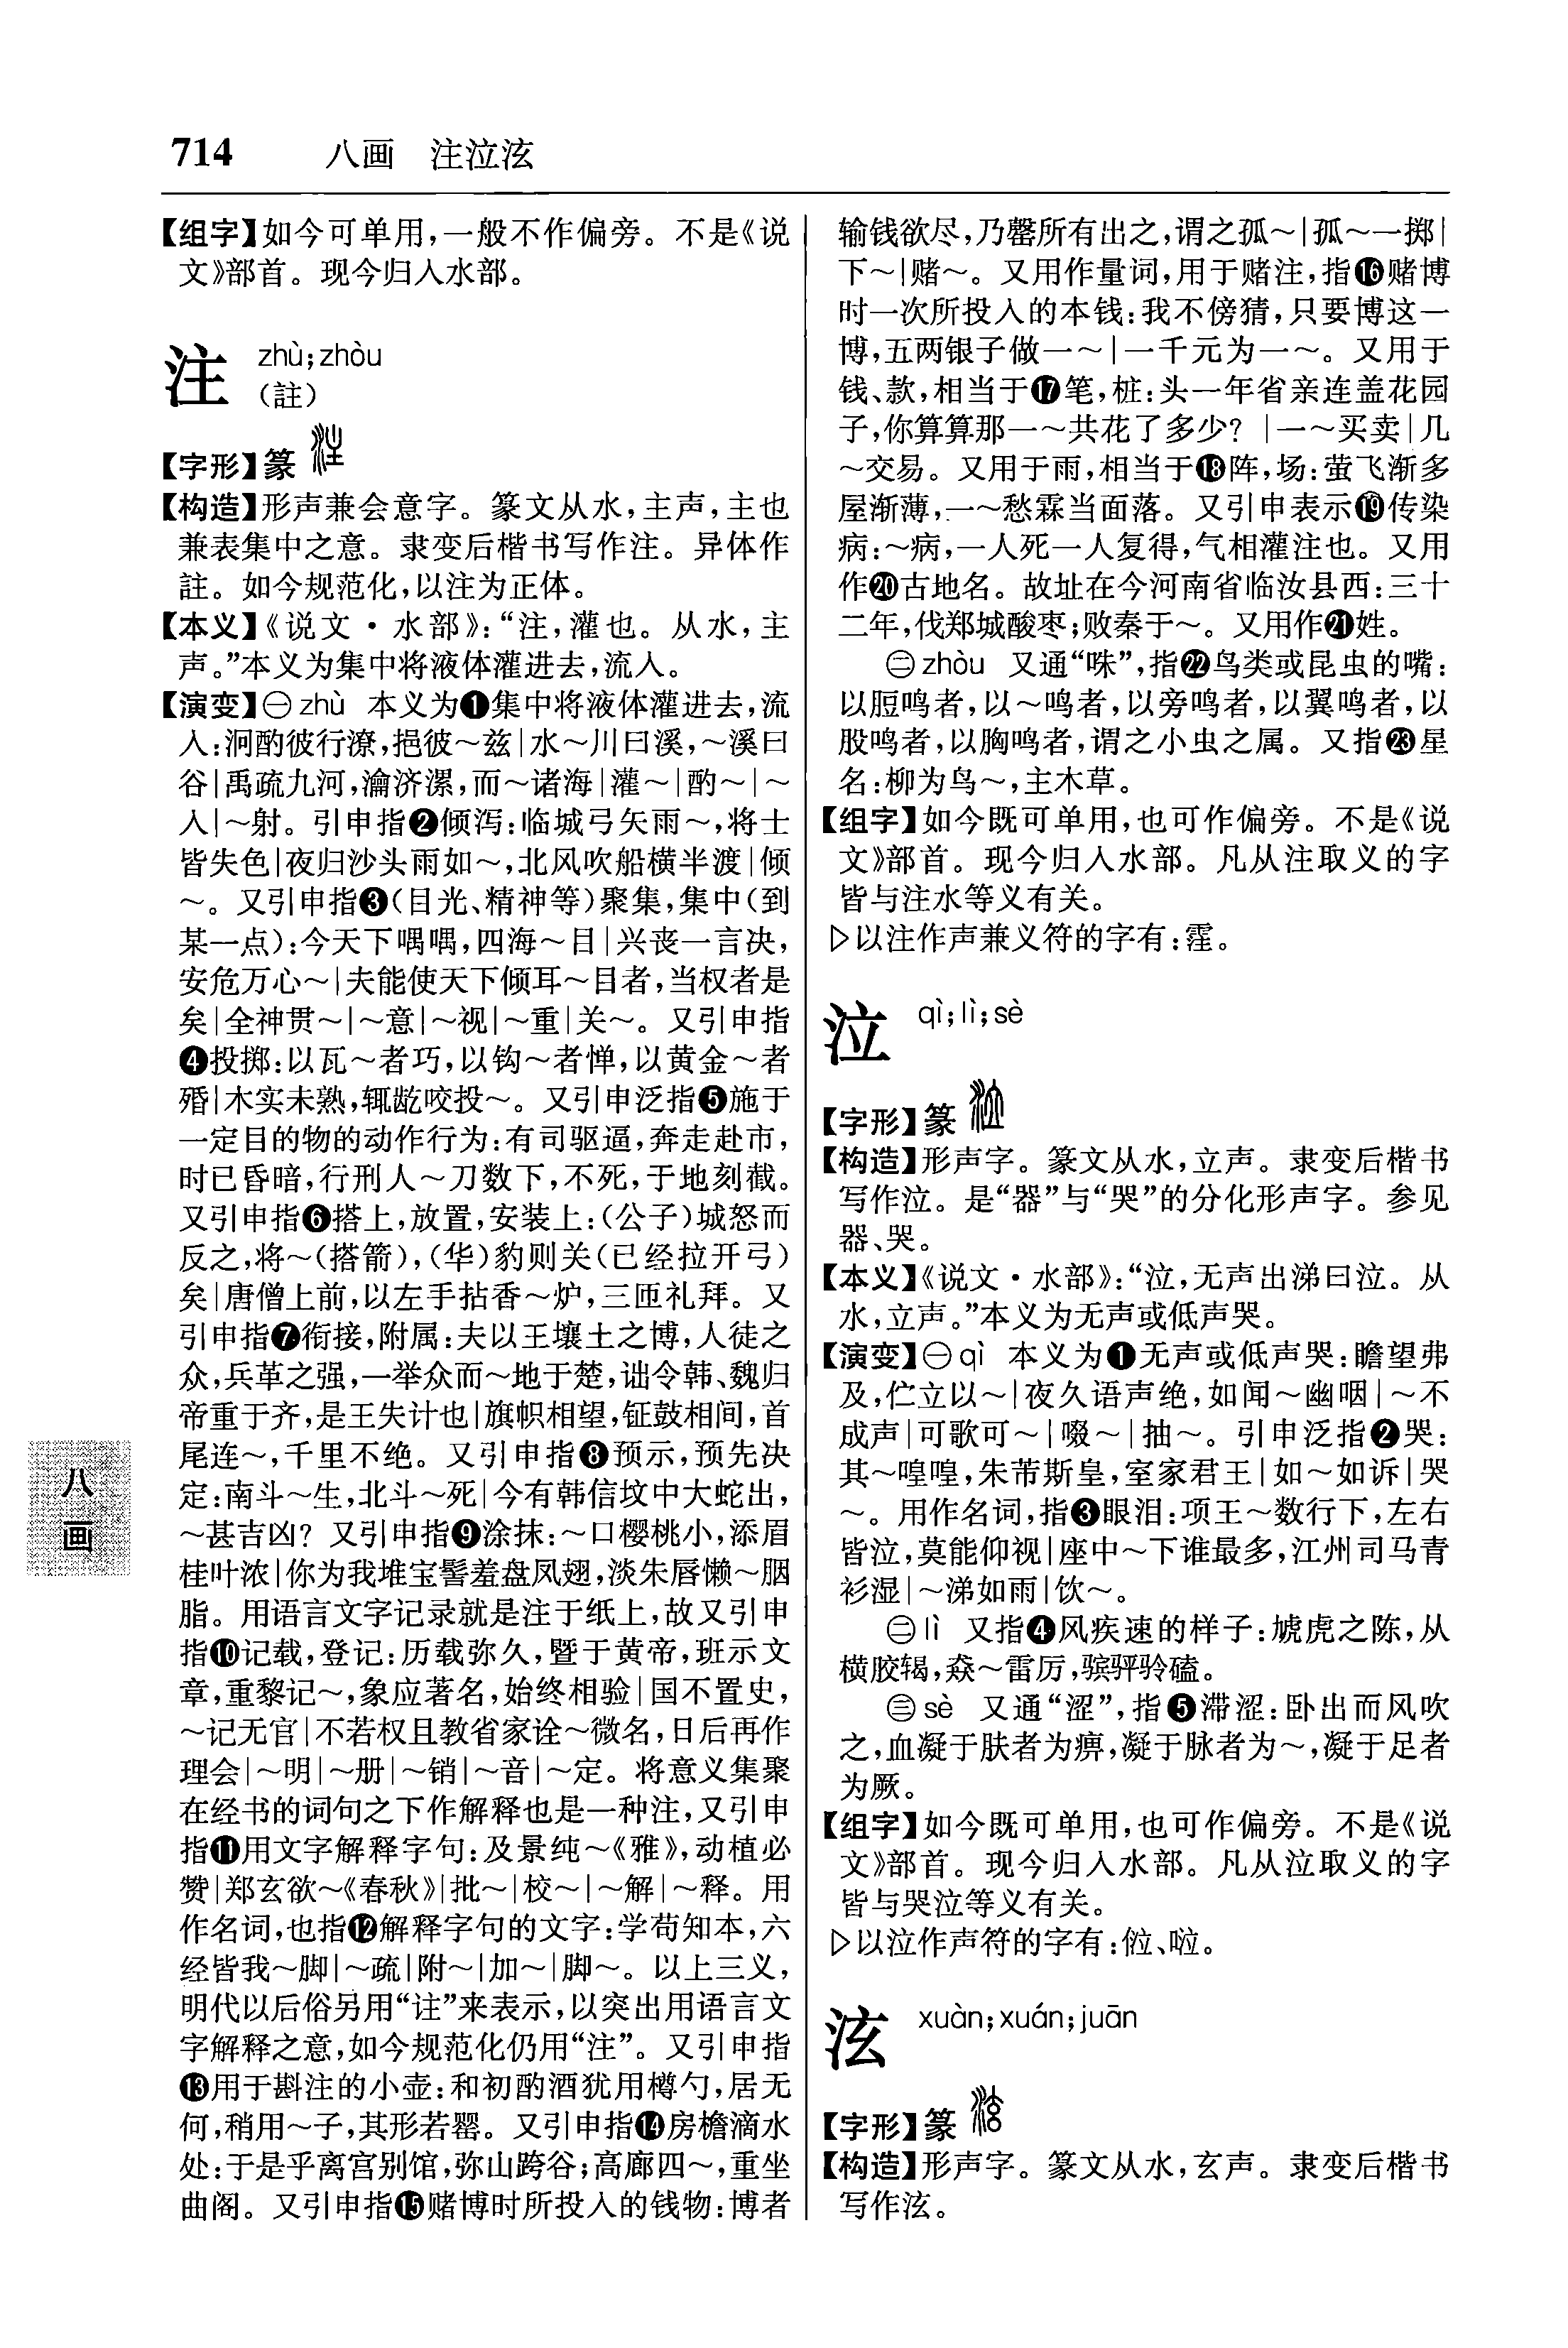 714 八画 注泣泫
【组字】如今可单用,一般不作偏旁。不是《说
文》部首。现今归入水部。
注 zhù;zhòu
(註)
【字形】篆
【构造】形声兼会意字。篆文从水,主声,主也
兼表集中之意。隶变后楷书写作注。异体作
註。如今规范化,以注为正体。
【本义】《说文·水部》:“注,灌也。从水,主
声。”本义为集中将液体灌进去,流入。
【演变】㊀zhù 本义为❶集中将液体灌进去,流
入:泂酌彼行潦,挹彼~兹|水~川曰溪,~溪曰
谷|禹疏九河,瀹济漯,而~诸海|灌~|酌~|~
入|~射。引申指❷倾泻:临城弓矢雨~,将士
皆失色|夜归沙头雨如~,北风吹船横半渡|倾
~。又引申指❸(目光、精神等)聚集,集中(到
某一点):今天下喁喁,四海~目|兴丧一言决,
安危万心~|夫能使天下倾耳~目者,当权者是
矣|全神贯~|~意|~视|~重|关~。又引申指
❹投掷:以瓦~者巧,以钩~者惮,以黄金~者
殙|木实未熟,辄龁咬投~。又引申泛指❺施于
一定目的物的动作行为:有司驱逼,奔走赴市,
时已昏暗,行刑人~刀数下,不死,于地刻截。
又引申指❻搭上,放置,安装上:(公子)城怒而
反之,将~(搭箭),(华)豹则关(已经拉开弓)
矣|唐僧上前,以左手拈香~炉,三匝礼拜。又
引申指❼衔接,附属:夫以王壤土之博,人徒之
众,兵革之强,一举众而~地于楚,诎令韩、魏归
帝重于齐,是王失计也|旗帜相望,钲鼓相间,首
尾连~,千里不绝。又引申指❽预示,预先决
定:南斗~生,北斗~死|今有韩信坟中大蛇出,
~甚吉凶?又引申指❾涂抹:~口樱桃小,添眉
桂叶浓|你为我堆宝髻羞盘凤翅,淡朱唇懒~胭
脂。用语言文字记录就是注于纸上,故又引申
指❿记载,登记:历载弥久,暨于黄帝,班示文
章,重黎记~,象应著名,始终相验|国不置史,
~记无官|不若权且教省家诠~微名,日后再作
理会|~明|~册|~销|~音|~定。将意义集聚
在经书的词句之下作解释也是一种注,又引申
指⓫用文字解释字句:及景纯~《雅》,动植必
赞|郑玄欲~《春秋》|批~|校~|~解|~释。用
作名词,也指⓬解释字句的文字:学苟知本,六
经皆我~脚|~疏|附~|加~|脚~。以上三义,
明代以后俗另用“註”来表示,以突出用语言文
字解释之意,如今规范化仍用“注”。又引申指
⓭用于斟注的小壶:和初酌酒犹用樽勺,居无
何,稍用~子,其形若罂。又引申指⓮房檐滴水
处:于是乎离宫别馆,弥山跨谷;高廊四~,重坐
曲阁。又引申指⓯赌博时所投入的钱物:博者
输钱欲尽,乃罄所有出之,谓之孤~|孤~一掷|
下~|赌~。又用作量词,用于赌注,指⓰赌博
时一次所投入的本钱:我不傍猜,只要博这一
博,五两银子做一~|一千元为一~。又用于
钱、款,相当于⓱笔,桩:头一年省亲连盖花园
子,你算算那一~共花了多少?|一~买卖|几
~交易。又用于雨,相当于⓲阵,场:萤飞渐多
屋渐薄,一~愁霖当面落。又引申表示⓳传染
病:~病,一人死一人复得,气相灌注也。又用
作⓴古地名。故址在今河南省临汝县西:三十
二年,伐郑城酸枣;败秦于~。又用作㉑姓。
㊁zhòu 又通“咮”,指㉒鸟类或昆虫的嘴:
以脰鸣者,以~鸣者,以旁鸣者,以翼鸣者,以
股鸣者,以胸鸣者,谓之小虫之属。又指㉓星
名:柳为鸟~,主木草。
【组字】如今既可单用,也可作偏旁。不是《说
文》部首。现今归入水部。凡从注取义的字
皆与注水等义有关。
▷以注作声兼义符的字有:霔。
泣 qì;lì;sè
【字形】篆
【构造】形声字。篆文从水,立声。隶变后楷书
写作泣。是“器”与“哭”的分化形声字。参见
器、哭。
【本义】《说文·水部》:“泣,无声出涕曰泣。从
水,立声。”本义为无声或低声哭。
【演变】㊀qì 本义为❶无声或低声哭:瞻望弗
及,伫立以~|夜久语声绝,如闻~幽咽|~不
成声|可歌可~|啜~|抽~。引申泛指❷哭:
其~喤喤,朱芾斯皇,室家君王|如~如诉|哭
~。用作名词,指❸眼泪:项王~数行下,左右
皆泣,莫能仰视|座中~下谁最多,江州司马青
衫湿|~涕如雨|饮~。
㊁lì 又指❹风疾速的样子:虓虎之陈,从
横胶轕,猋~雷厉,骙駍驺磕。
㊂sè 又通“涩”,指❺滞涩:卧出而风吹
之,血凝于肤者为痹,凝于脉者为~,凝于足者
为厥。
【组字】如今既可单用,也可作偏旁。不是《说
文》部首。现今归入水部。凡从泣取义的字
皆与哭泣等义有关。
▷以泣作声符的字有:㑊、啦。
泫 xuàn;xuán;juān
【字形】篆
【构造】形声字。篆文从水,玄声。隶变后楷书
写作泫。
八画